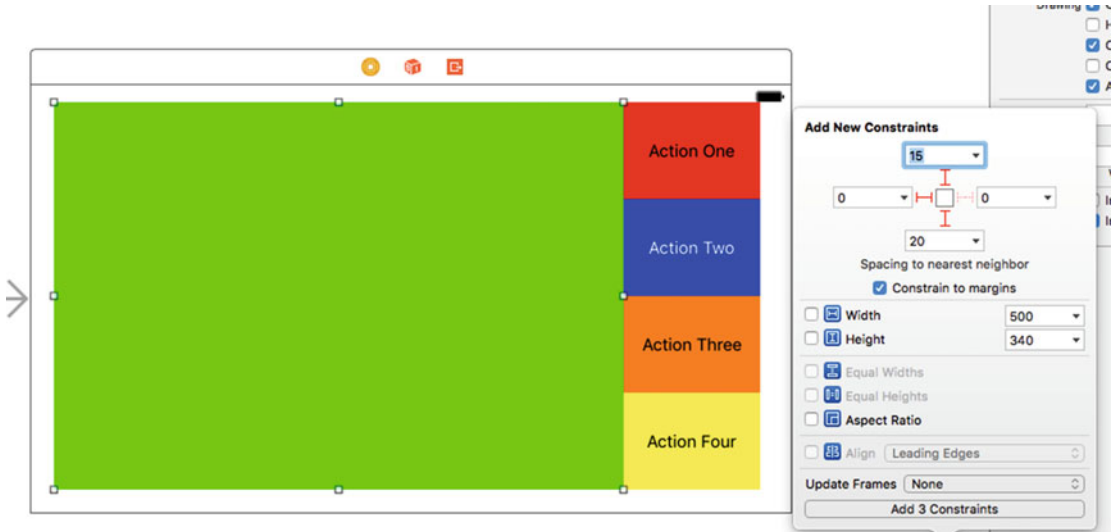 Action One
Action Two
Action Three
Action Four
Add New Constraints
15
0 0
20
Spacing to nearest neighbor
Constrain to margins
Width 500
Height 340
Equal Widths
Equal Heights
Aspect Ratio
Align Leading Edges
Update Frames None
Add 3 Constraints